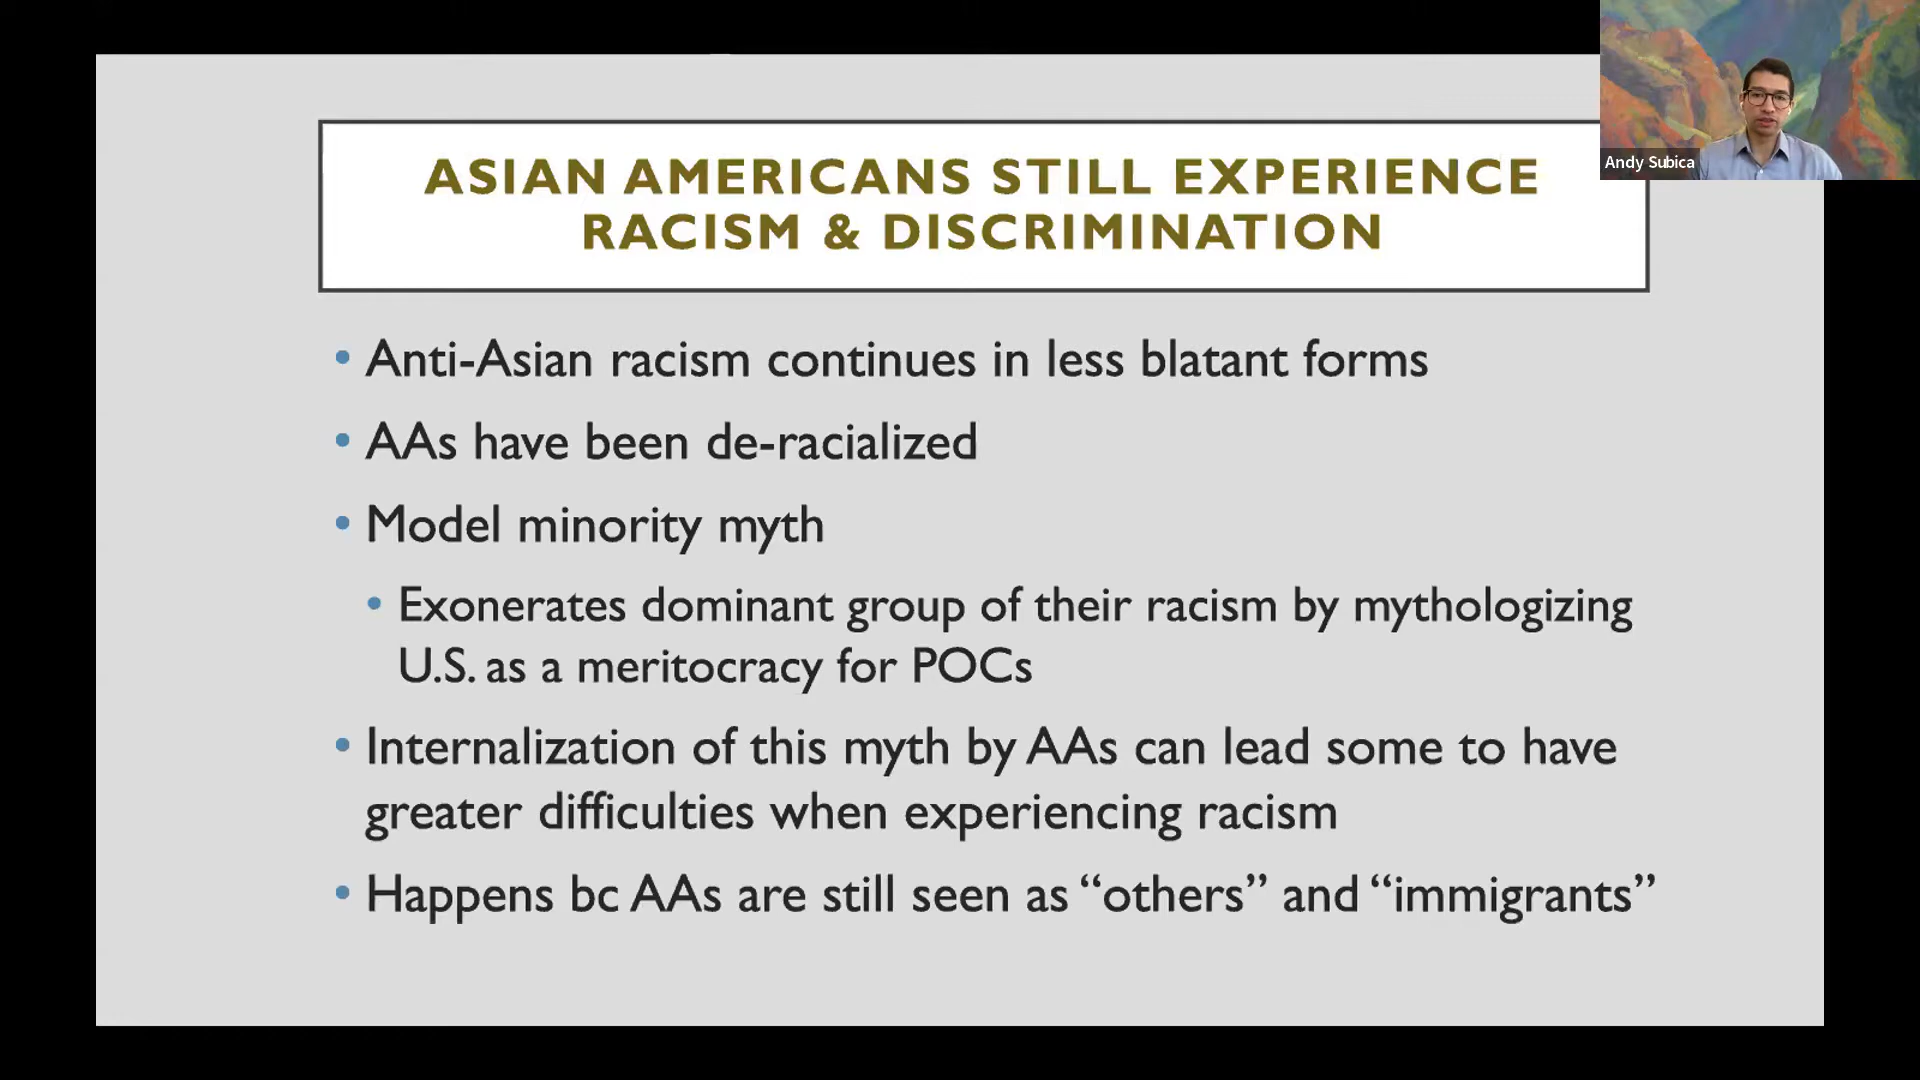 ASIAN AMERICANS STILL EXPERIENCE
RACISM & DISCRIMINATION
Andy Subica
• Anti-Asian racism continues in less blatant forms
• AAs have been de-racialized
• Model minority myth
• Exonerates dominant group of their racism by mythologizing
U.S. as a meritocracy for POCs
• Internalization of this myth by AAs can lead some to have
greater difficulties when experiencing racism
• Happens bc AAs are still seen as “others” and “immigrants”